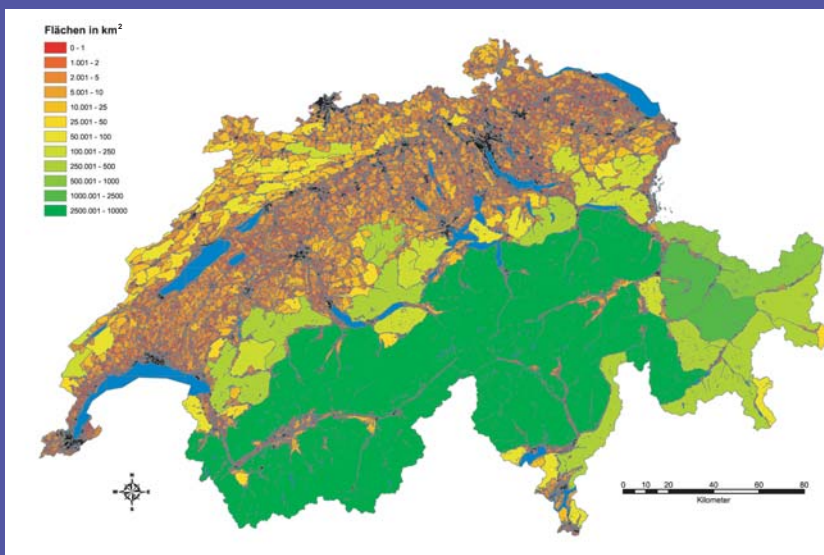 Flächen in km²
0 - 1
1.001 - 2
2.001 - 5
5.001 - 10
10.001 - 25
25.001 - 50
50.001 - 100
100.001 - 250
250.001 - 500
500.001 - 1000
1000.001 - 2500
2500.001 - 10000
N
W E
S
0 10 20 40 60 80
Kilometer